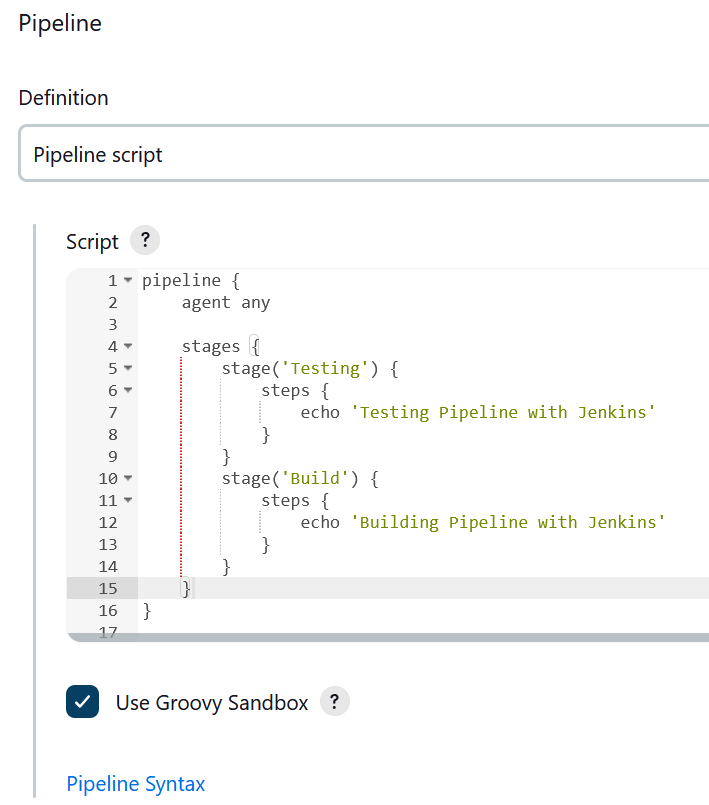 Pipeline
Definition
Pipeline script
Script ?
1 pipeline {
2     agent any
3
4     stages {
5         stage('Testing') {
6             steps {
7                 echo 'Testing Pipeline with Jenkins'
8             }
9         }
10         stage('Build') {
11             steps {
12                 echo 'Building Pipeline with Jenkins'
13             }
14         }
15     }
16 }
17
Use Groovy Sandbox ?
Pipeline Syntax